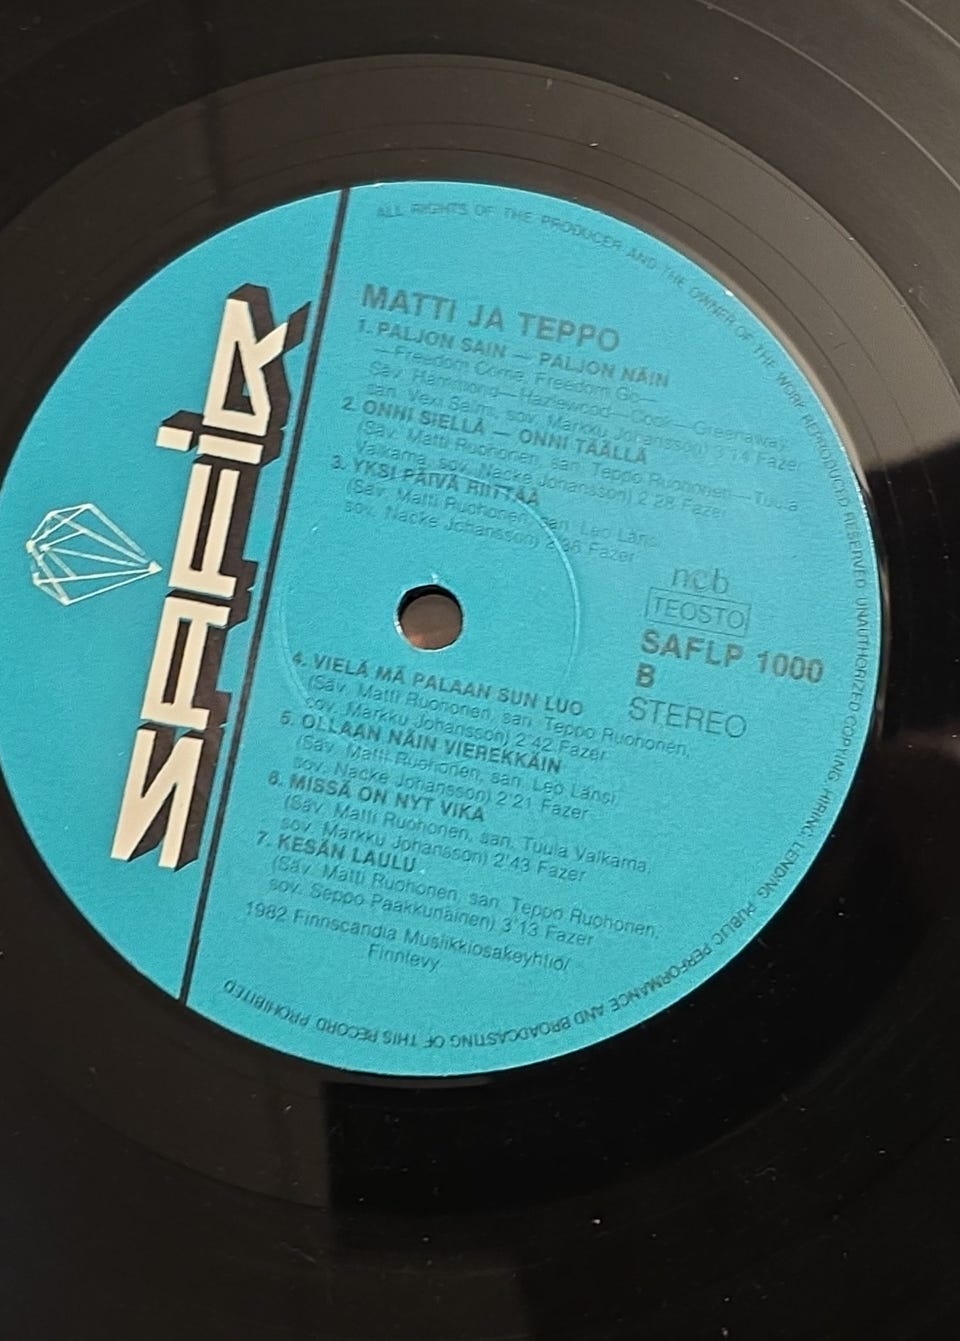 SAFIR
ALL RIGHTS OF THE PRODUCER AND THE OWNER OF THE WORK REPRODUCED RESERVED. UNAUTHORIZED COPYING, HIRING, LENDING, PUBLIC PERFORMANCE AND BROADCASTING OF THIS RECORD PROHIBITED
MATTI JA TEPPO
1. PALJON SAIN — PALJON NÄIN
—Freedom Come, Freedom Go—
Säv. Hammond—Hazlewood—Cook—Greenaway,
san. Vexi Salmi, sov. Markku Johansson) 3'14 Fazer
2. ONNI SIELLÄ — ONNI TÄÄLLÄ
(Säv. Matti Ruohonen, san. Teppo Ruohonen—Tuula
Valkama, sov. Nacke Johansson) 2'28 Fazer
3. YKSI PÄIVÄ RIITTÄÄ
(Säv. Matti Ruohonen, san. Leo Länsi,
sov. Nacke Johansson) Fazer
ncb
TEOSTO
SAFLP 1000
B
STEREO
4. VIELÄ MÄ PALAAN SUN LUO
(Säv. Matti Ruohonen, san. Teppo Ruohonen,
sov. Markku Johansson) 2'42 Fazer
5. OLLAAN NÄIN VIEREKKÄIN
(Säv. Matti Ruohonen, san. Leo Länsi,
sov. Nacke Johansson) 2'21 Fazer
6. MISSÄ ON NYT VIKA
(Säv. Matti Ruohonen, san. Tuula Valkama,
sov. Markku Johansson) 2'43 Fazer
7. KESÄN LAULU
(Säv. Matti Ruohonen, san. Teppo Ruohonen,
sov. Seppo Paakkunainen) 3'13 Fazer
1982 Finnscandia Musiikkiosakeyhtiö/
Finnlevy